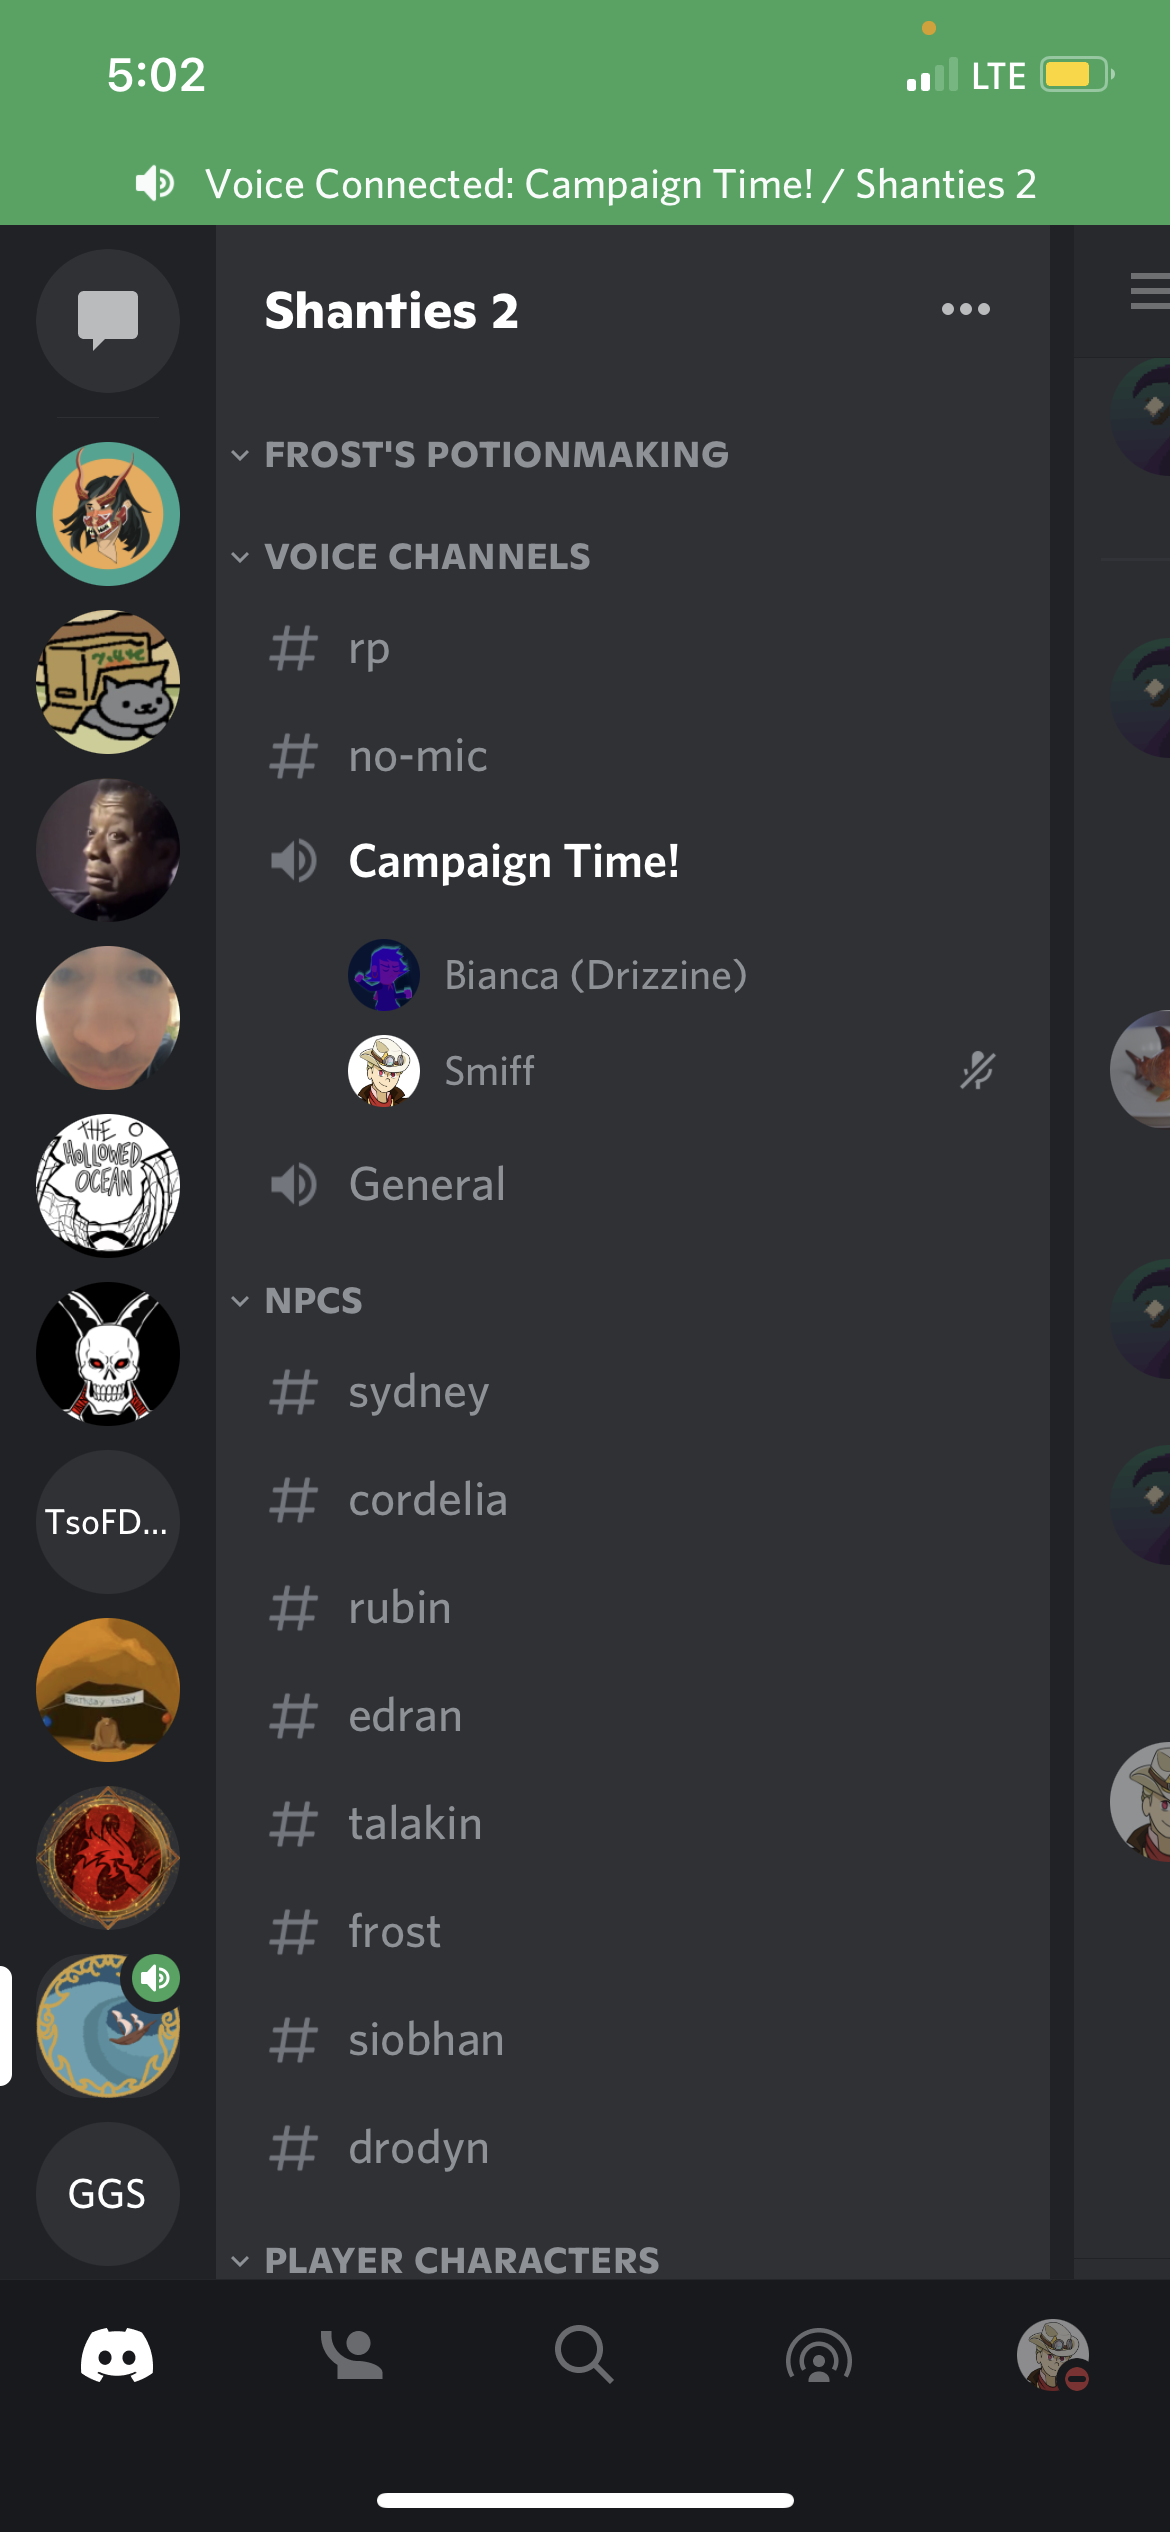 5:02
LTE
Voice Connected: Campaign Time! / Shanties 2
Shanties 2
FROST'S POTIONMAKING
VOICE CHANNELS
# rp
# no-mic
Campaign Time!
Bianca (Drizzine)
Smiff
General
NPCS
# sydney
# cordelia
# rubin
# edran
# talakin
# frost
# siobhan
# drodyn
PLAYER CHARACTERS
THE
HOLLOWED
OCEAN
TsoFD...
GGS